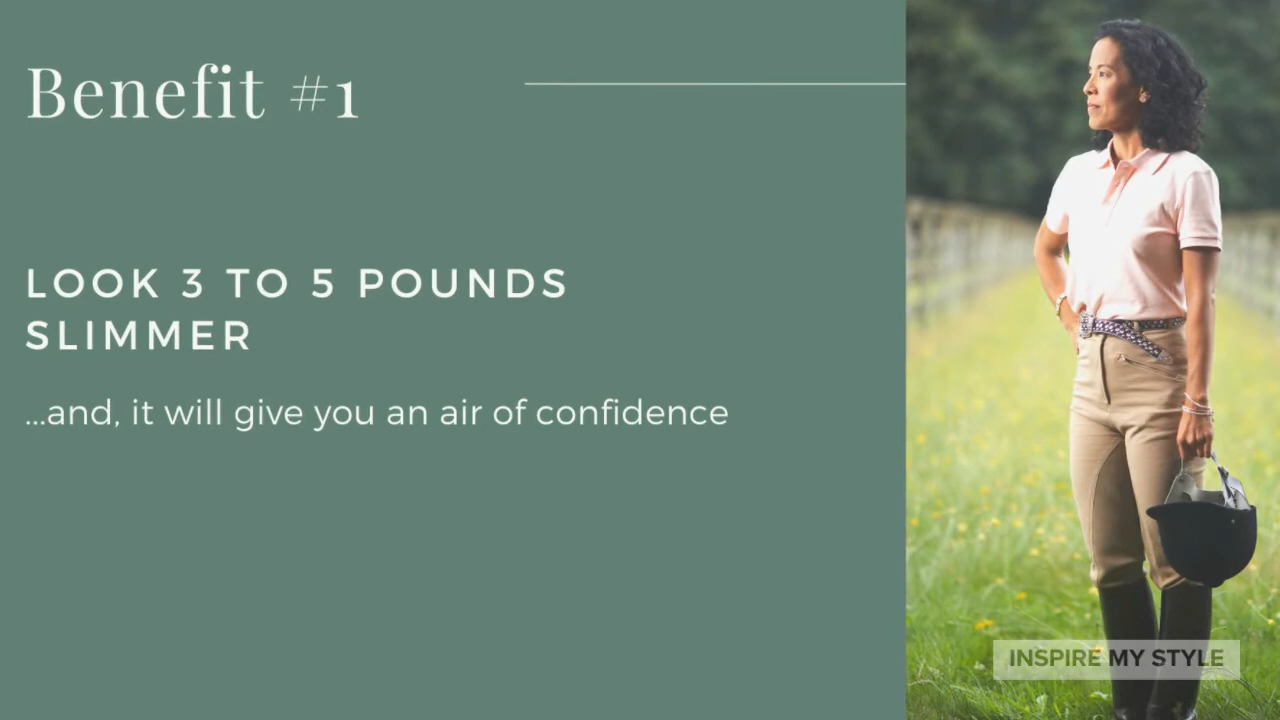 Benefit #1
LOOK 3 TO 5 POUNDS
SLIMMER
...and, it will give you an air of confidence
INSPIRE MY STYLE